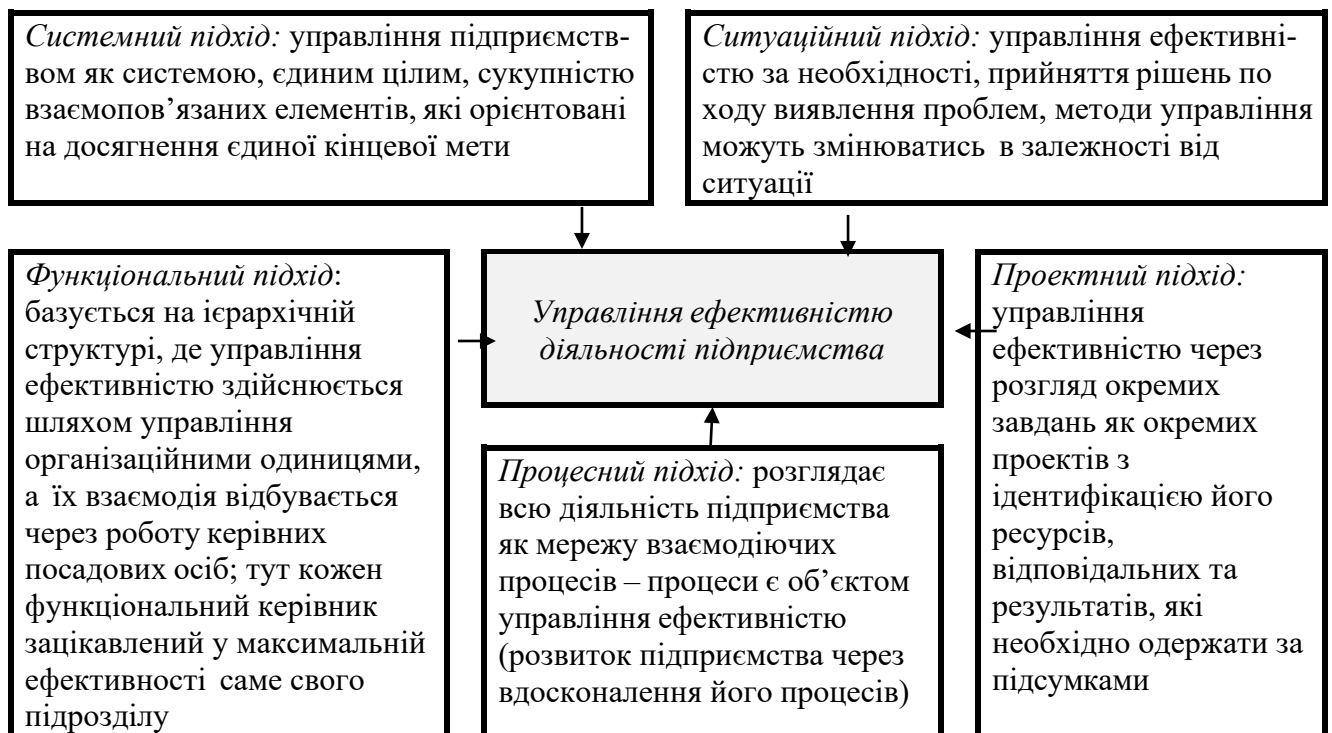 Системний підхід: управління підприємств-
вом як системою, єдиним цілим, сукупністю
взаємопов’язаних елементів, які орієнтовані
на досягнення єдиної кінцевої мети
Ситуаційний підхід: управління ефективні-
стю за необхідності, прийняття рішень по
ходу виявлення проблем, методи управління
можуть змінюватись в залежності від
ситуації
Функціональний підхід:
базується на ієрархічній
структурі, де управління
ефективністю здійснюється
шляхом управління
організаційними одиницями,
а їх взаємодія відбувається
через роботу керівних
посадових осіб; тут кожен
функціональний керівник
зацікавлений у максимальній
ефективності саме свого
підрозділу
Управління ефективністю
діяльності підприємства
Процесний підхід: розглядає
всю діяльність підприємства
як мережу взаємодіючих
процесів – процеси є об’єктом
управління ефективністю
(розвиток підприємства через
вдосконалення його процесів)
Проектний підхід:
управління
ефективністю через
розгляд окремих
завдань як окремих
проектів з
ідентифікацією його
ресурсів,
відповідальних та
результатів, які
необхідно одержати за
підсумками